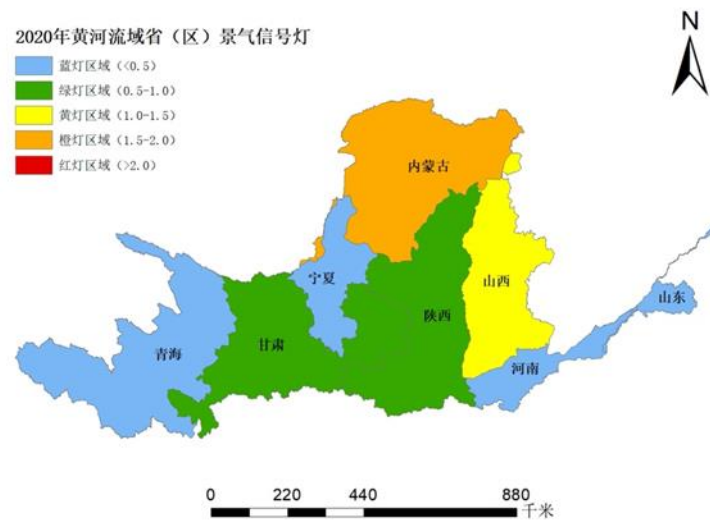 2020年黄河流域省（区）景气信号灯
蓝灯区域（<0.5）
绿灯区域（0.5-1.0）
黄灯区域（1.0-1.5）
橙灯区域（1.5-2.0）
红灯区域（>2.0）
N
内蒙古
宁夏
山西
山东
陕西
甘肃
青海
河南
0 220 440 880
千米